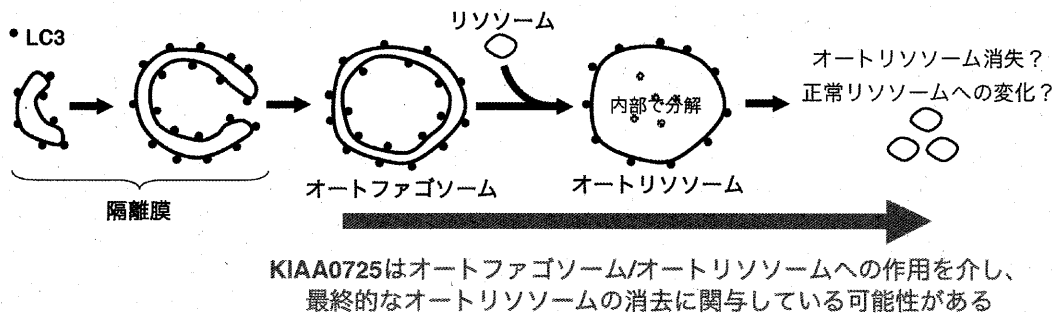 • LC3
リソソーム
オートリソソーム消失？
正常リソソームへの変化？
内部で分解
オートファゴソーム
オートリソソーム
隔離膜
KIAA0725はオートファゴソーム/オートリソソームへの作用を介し、
最終的なオートリソソームの消去に関与している可能性がある